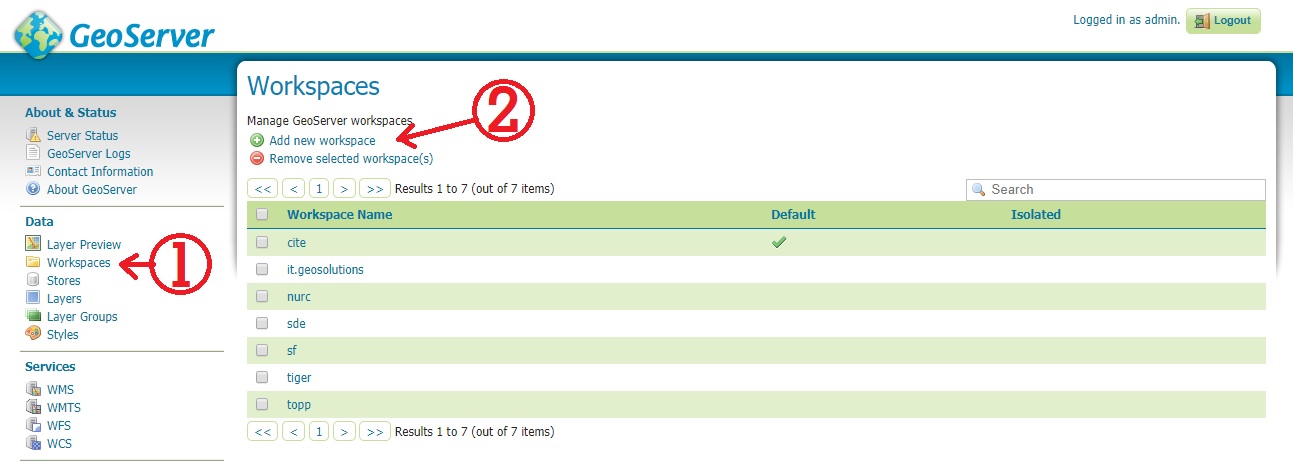 GeoServer
Logged in as admin. Logout
About & Status
Server Status
GeoServer Logs
Contact Information
About GeoServer
Data
Layer Preview
Workspaces
Stores
Layers
Layer Groups
Styles
Services
WMS
WMTS
WFS
WCS
1
Workspaces
Manage GeoServer workspaces
2
Add new workspace
Remove selected workspace(s)
<< < 1 > >> Results 1 to 7 (out of 7 items) Search
Workspace Name Default Isolated
cite
it.geosolutions
nurc
sde
sf
tiger
topp
<< < 1 > >> Results 1 to 7 (out of 7 items)